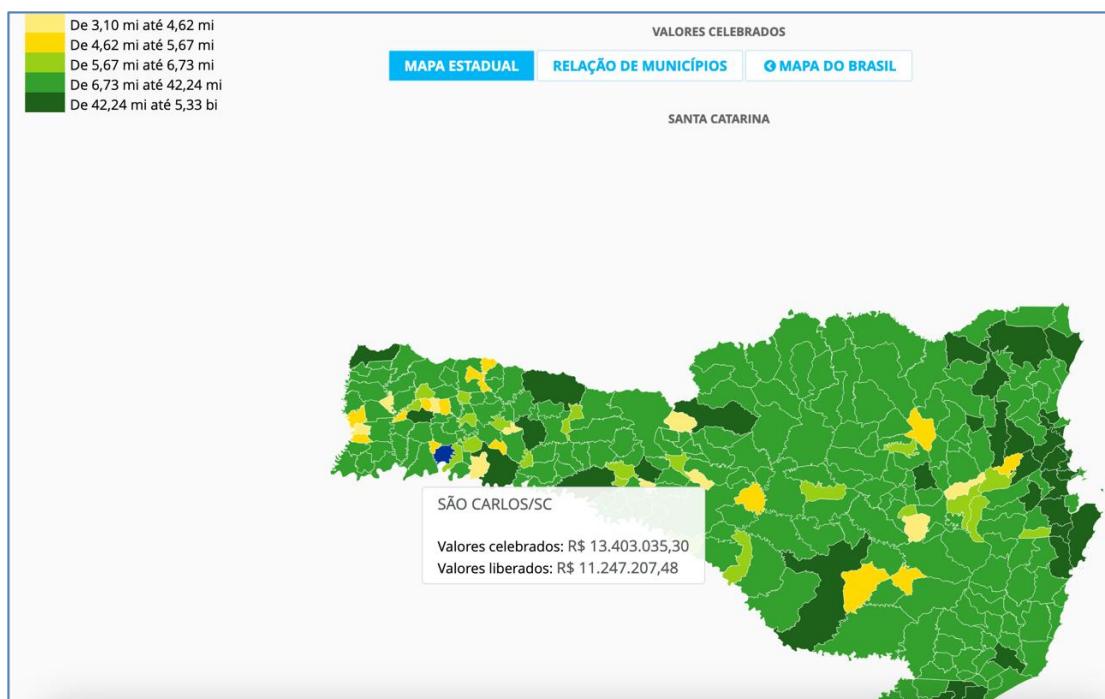 De 3,10 mi até 4,62 mi
De 4,62 mi até 5,67 mi
De 5,67 mi até 6,73 mi
De 6,73 mi até 42,24 mi
De 42,24 mi até 5,33 bi
VALORES CELEBRADOS
MAPA ESTADUAL
RELAÇÃO DE MUNICÍPIOS
MAPA DO BRASIL
SANTA CATARINA
SÃO CARLOS/SC
Valores celebrados: R$ 13.403.035,30
Valores liberados: R$ 11.247.207,48